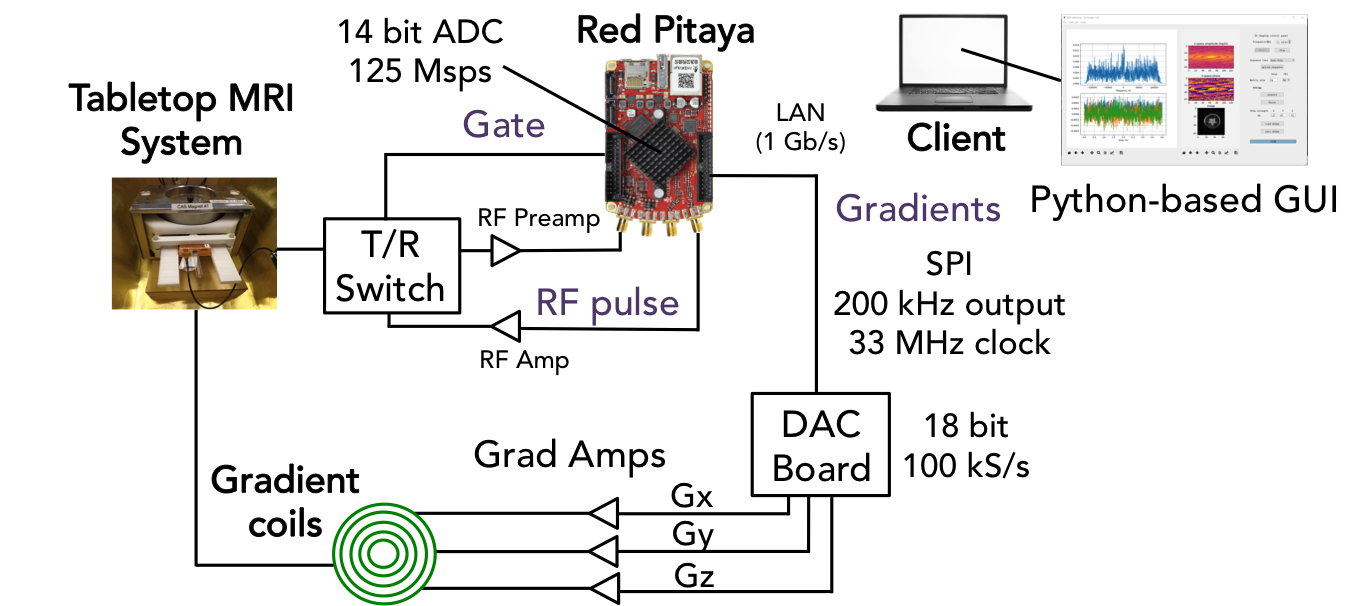 14 bit ADC
125 Msps
Red Pitaya
Tabletop MRI
System
Gate
LAN
(1 Gb/s)
Client
Python-based GUI
CAS Magnet #1
T/R
Switch
RF Preamp
RF pulse
RF Amp
Gradients
SPI
200 kHz output
33 MHz clock
DAC
Board
18 bit
100 kS/s
Grad Amps
Gradient
coils
Gx
Gy
Gz